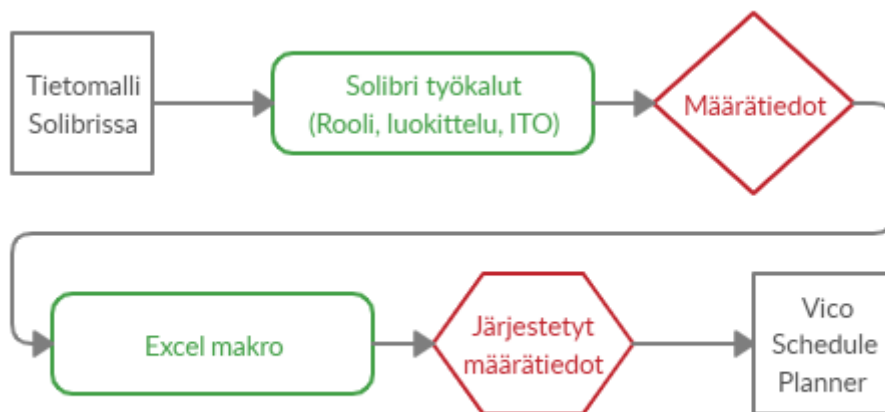 Tietomalli
Solibrissa
Solibri työkalut
(Rooli, luokittelu, ITO)
Määrätiedot
Excel makro
Järjestetyt
määrätiedot
Vico
Schedule
Planner